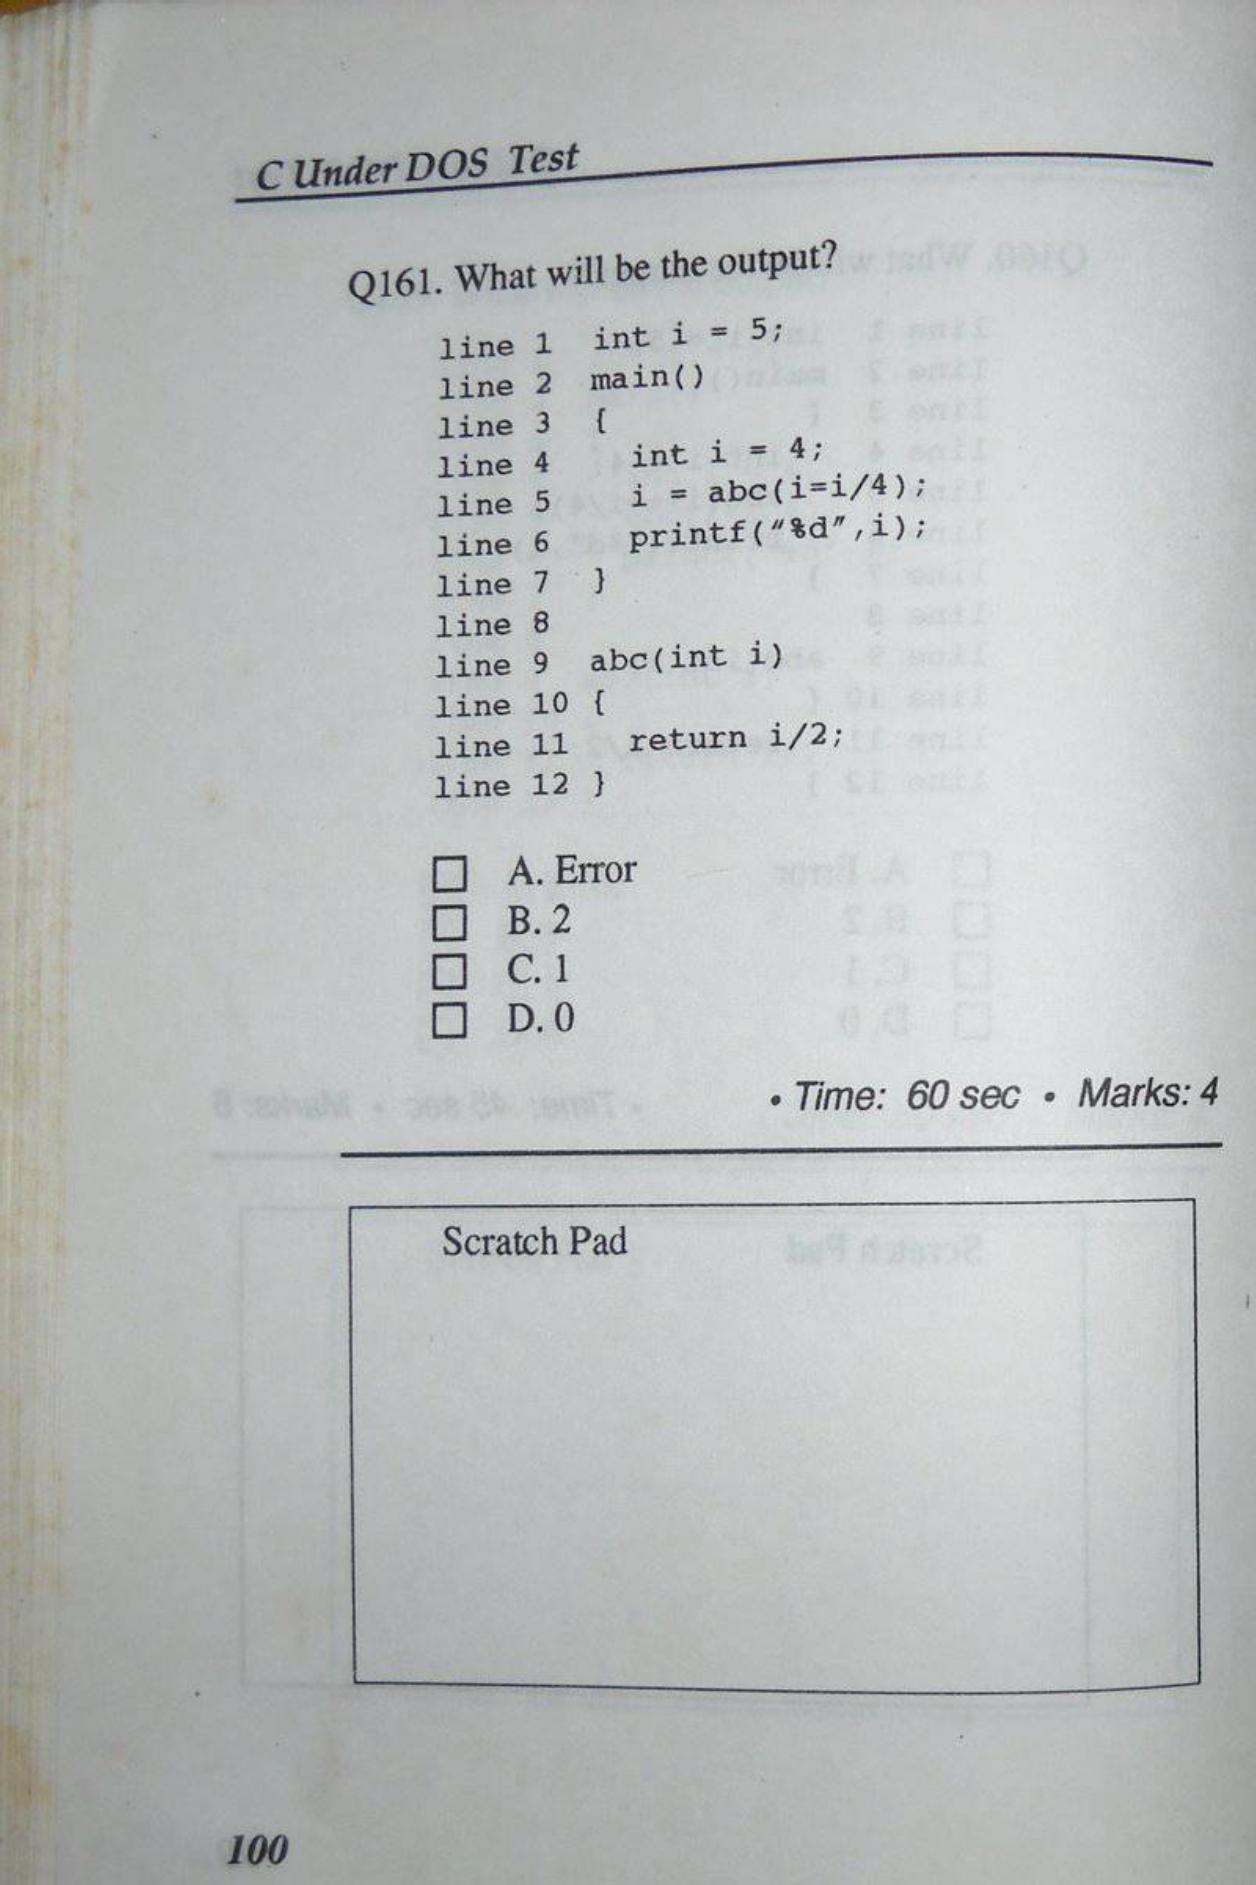 C Under DOS Test
Q161. What will be the output?
line 1 int i = 5;
line 2 main()
line 3 {
line 4 int i = 4;
line 5 i = abc(i=i/4);
line 6 printf("%d",i);
line 7 }
line 8
line 9 abc(int i)
line 10 {
line 11 return i/2;
line 12 }
A. Error
B. 2
C. 1
D. 0
• Time: 60 sec • Marks: 4
Scratch Pad
100